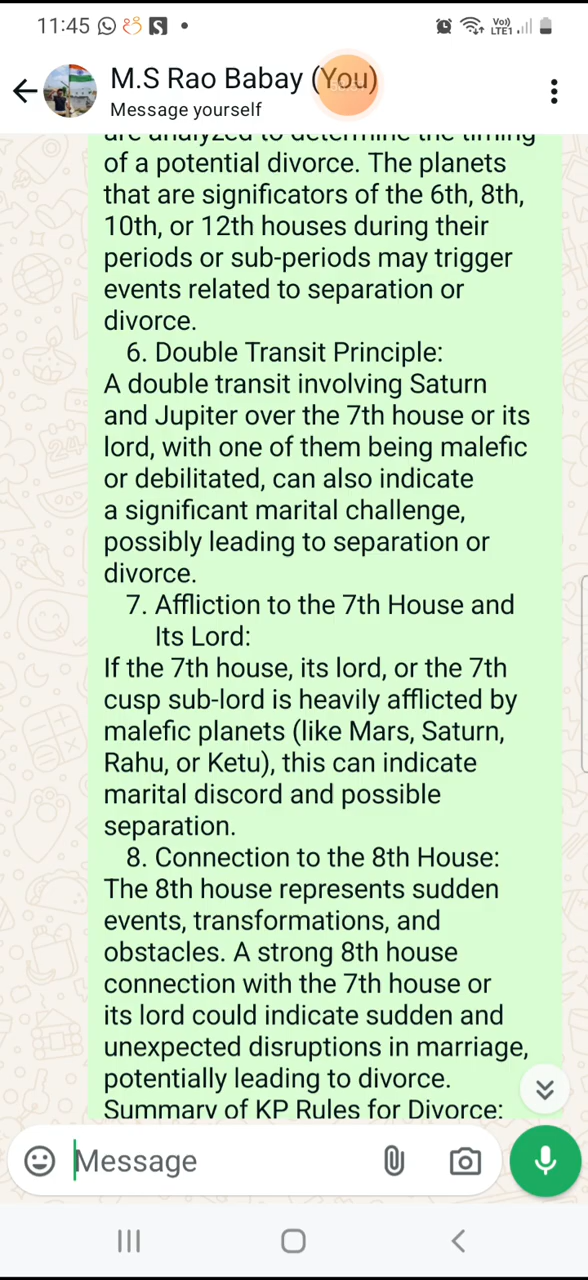 11:45
Vo)) LTE1
M.S Rao Babay (You)
Message yourself
are analyzed to determine the timing
of a potential divorce. The planets
that are significators of the 6th, 8th,
10th, or 12th houses during their
periods or sub-periods may trigger
events related to separation or
divorce.
6. Double Transit Principle:
A double transit involving Saturn
and Jupiter over the 7th house or its
lord, with one of them being malefic
or debilitated, can also indicate
a significant marital challenge,
possibly leading to separation or
divorce.
7. Affliction to the 7th House and
Its Lord:
If the 7th house, its lord, or the 7th
cusp sub-lord is heavily afflicted by
malefic planets (like Mars, Saturn,
Rahu, or Ketu), this can indicate
marital discord and possible
separation.
8. Connection to the 8th House:
The 8th house represents sudden
events, transformations, and
obstacles. A strong 8th house
connection with the 7th house or
its lord could indicate sudden and
unexpected disruptions in marriage,
potentially leading to divorce.
Summary of KP Rules for Divorce:
Message